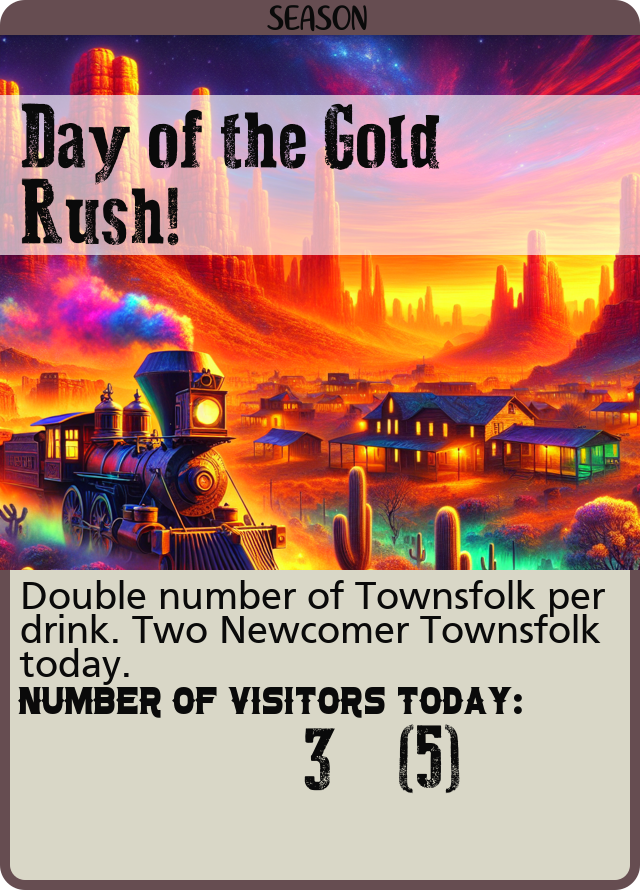 SEASON
Day of the Gold
Rush!
Double number of Townsfolk per
drink. Two Newcomer Townsfolk
today.
NUMBER OF VISITORS TODAY:
3 (5)